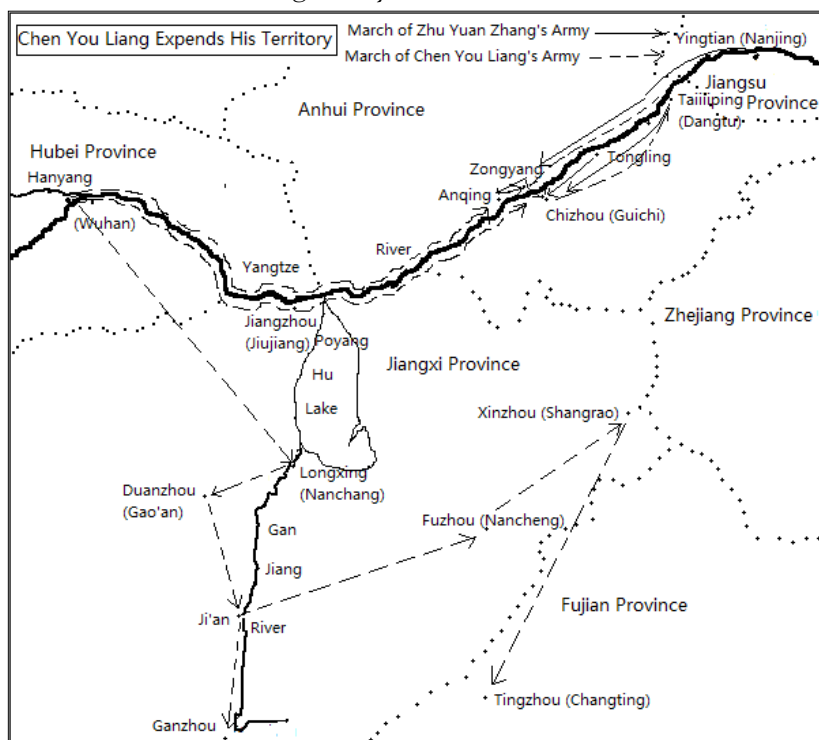 Chen You Liang Expends His Territory
March of Zhu Yuan Zhang's Army
March of Chen You Liang's Army
Yingtian (Nanjing)
Jiangsu
Province
Taiiiping
(Dangtu)
Anhui Province
Hubei Province
Hanyang
(Wuhan)
Zongyang
Tongling
Anqing
Chizhou (Guichi)
River
Yangtze
Jiangzhou
(Jiujiang)
Poyang
Hu
Lake
Jiangxi Province
Zhejiang Province
Xinzhou (Shangrao)
Longxing
(Nanchang)
Duanzhou
(Gao'an)
Fuzhou (Nancheng)
Gan
Jiang
River
Ji'an
Fujian Province
Tingzhou (Changting)
Ganzhou